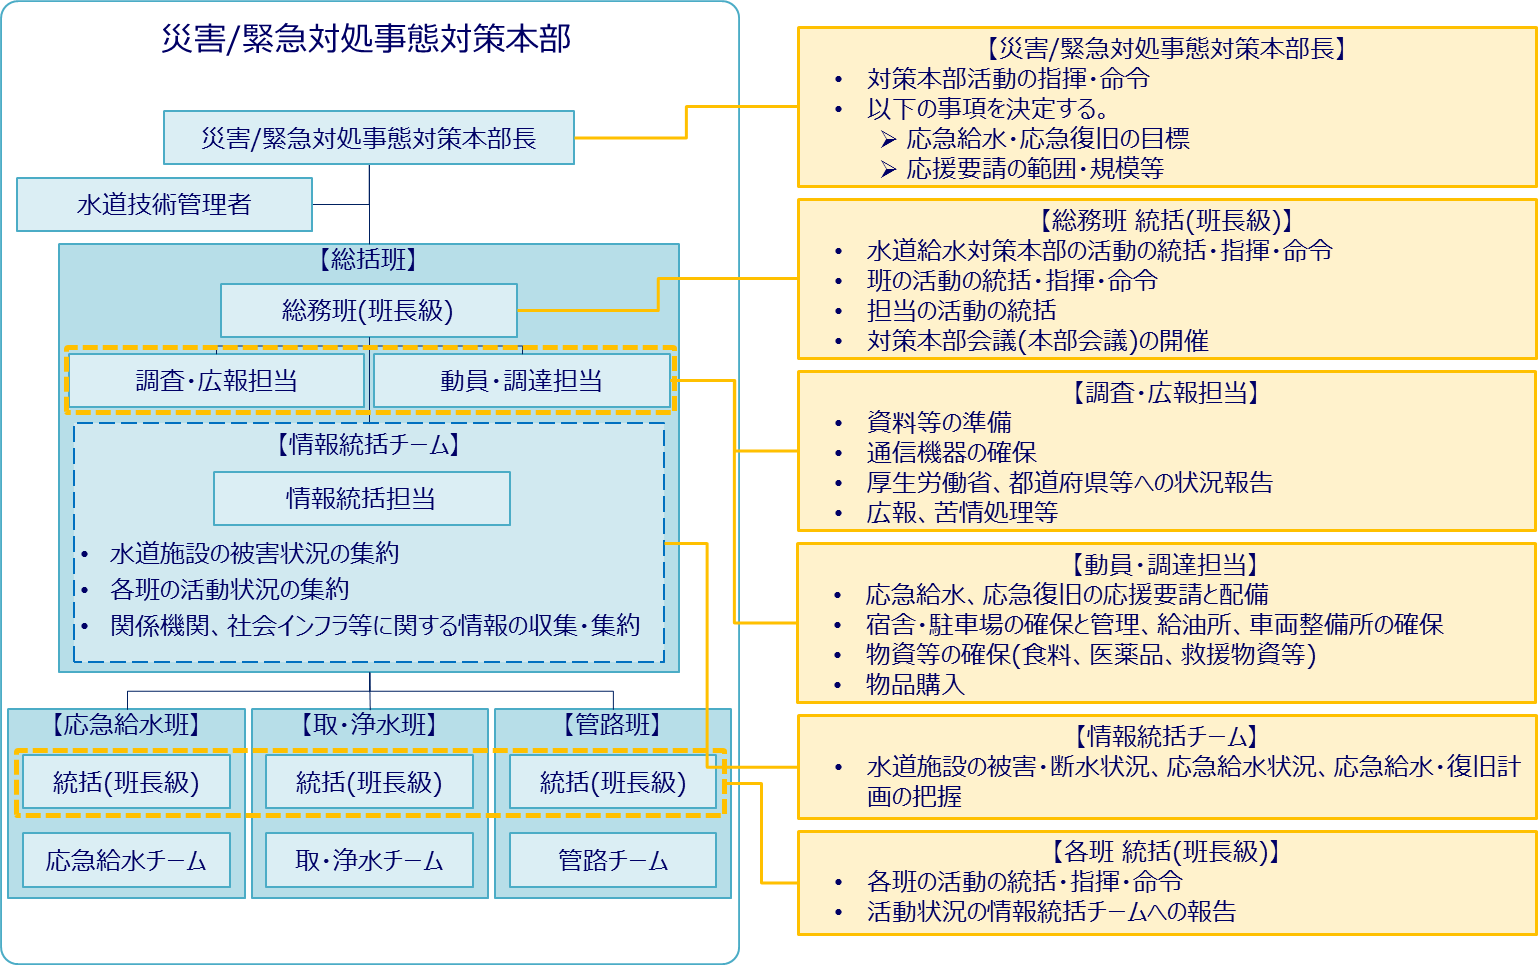 災害/緊急対処事態対策本部
災害/緊急対処事態対策本部長
水道技術管理者
【総括班】
総務班(班長級)
調査・広報担当
動員・調達担当
【情報統括チーム】
情報統括担当
• 水道施設の被害状況の集約
• 各班の活動状況の集約
• 関係機関、社会インフラ等に関する情報の収集・集約
【応急給水班】
統括(班長級)
応急給水チーム
【取・浄水班】
統括(班長級)
取・浄水チーム
【管路班】
統括(班長級)
管路チーム
【災害/緊急対処事態対策本部長】
• 対策本部活動の指揮・命令
• 以下の事項を決定する。
➢ 応急給水・応急復旧の目標
➢ 応援要請の範囲・規模等
【総務班 統括(班長級)】
• 水道給水対策本部の活動の統括・指揮・命令
• 班の活動の統括・指揮・命令
• 担当の活動の統括
• 対策本部会議(本部会議)の開催
【調査・広報担当】
• 資料等の準備
• 通信機器の確保
• 厚生労働省、都道府県等への状況報告
• 広報、苦情処理等
【動員・調達担当】
• 応急給水、応急復旧の応援要請と配備
• 宿舎・駐車場の確保と管理、給油所、車両整備所の確保
• 物資等の確保(食料、医薬品、救援物資等)
• 物品購入
【情報統括チーム】
• 水道施設の被害・断水状況、応急給水状況、応急給水・復旧計
画の把握
【各班 統括(班長級)】
• 各班の活動の統括・指揮・命令
• 活動状況の情報統括チームへの報告